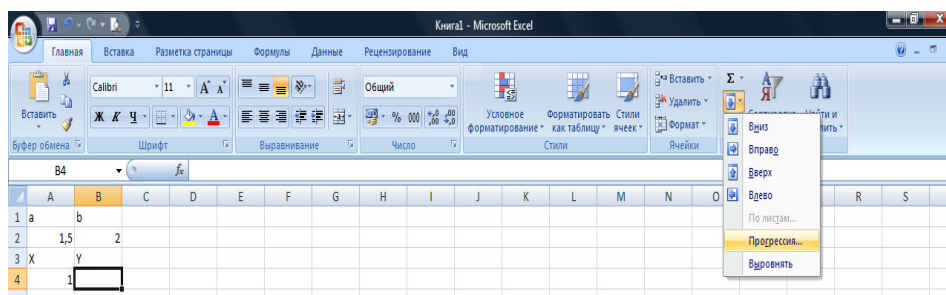 Книга1 - Microsoft Excel
Главная Вставка Разметка страницы Формулы Данные Рецензирование Вид
Вставить
Calibri 11
Ж К Ч
Общий
% 000
Условное форматирование
Форматировать как таблицу
Стили ячеек
Вставить
Удалить
Формат
Σ
Буфер обмена Шрифт Выравнивание Число Стили Ячейки
Вниз
Вправо
Вверх
Влево
По листам...
Прогрессия...
Выровнять
B4 fx
A B C D E F G H I J K L M N O R S
1 a b
2 1,5 2
3 X Y
4 1